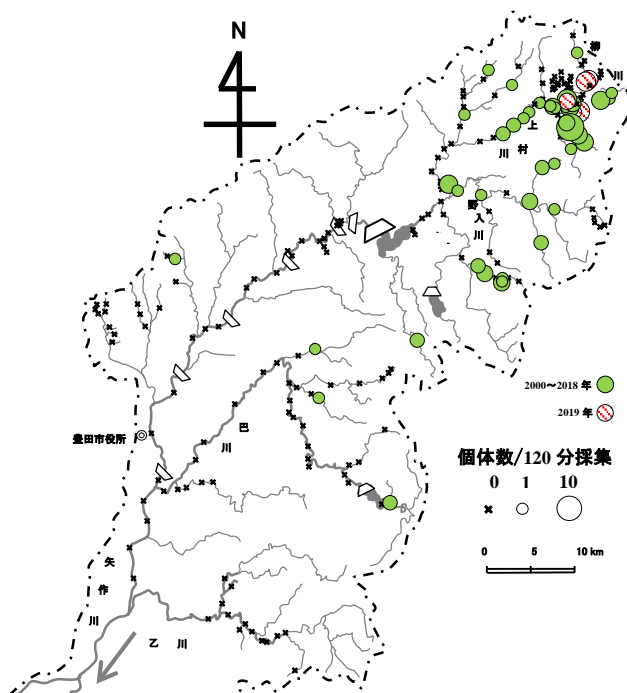 N
柳
川
上
村
川
野
入
川
2000～2018 年
2019 年
豊田市役所
巴
川
個体数/120 分採集
0 1 10
0 5 10 km
矢
作
川
乙 川